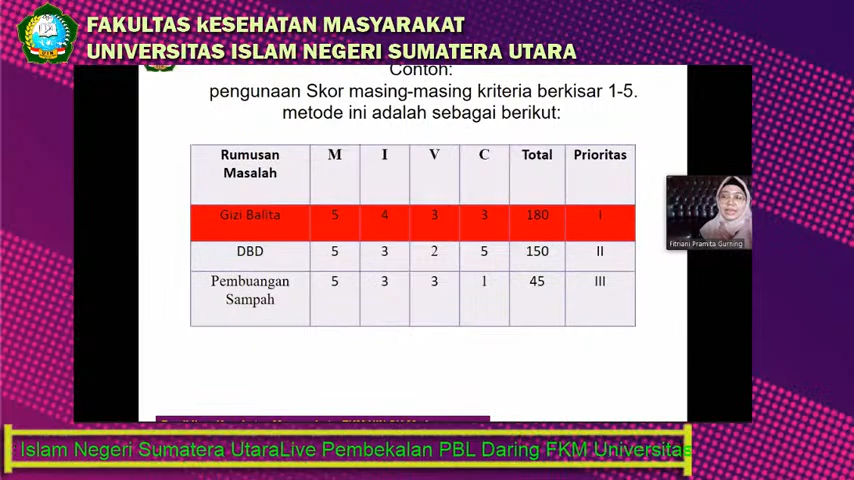 FAKULTAS kESEHATAN MASYARAKAT
UNIVERSITAS ISLAM NEGERI SUMATERA UTARA
Contoh:
pengunaan Skor masing-masing kriteria berkisar 1-5.
metode ini adalah sebagai berikut:
Rumusan Masalah M I V C Total Prioritas
Gizi Balita 5 4 3 3 180 I
DBD 5 3 2 5 150 II
Pembuangan Sampah 5 3 3 1 45 III
Fitriani Pramita Gurning
Islam Negeri Sumatera UtaraLive Pembekalan PBL Daring FKM Universitas